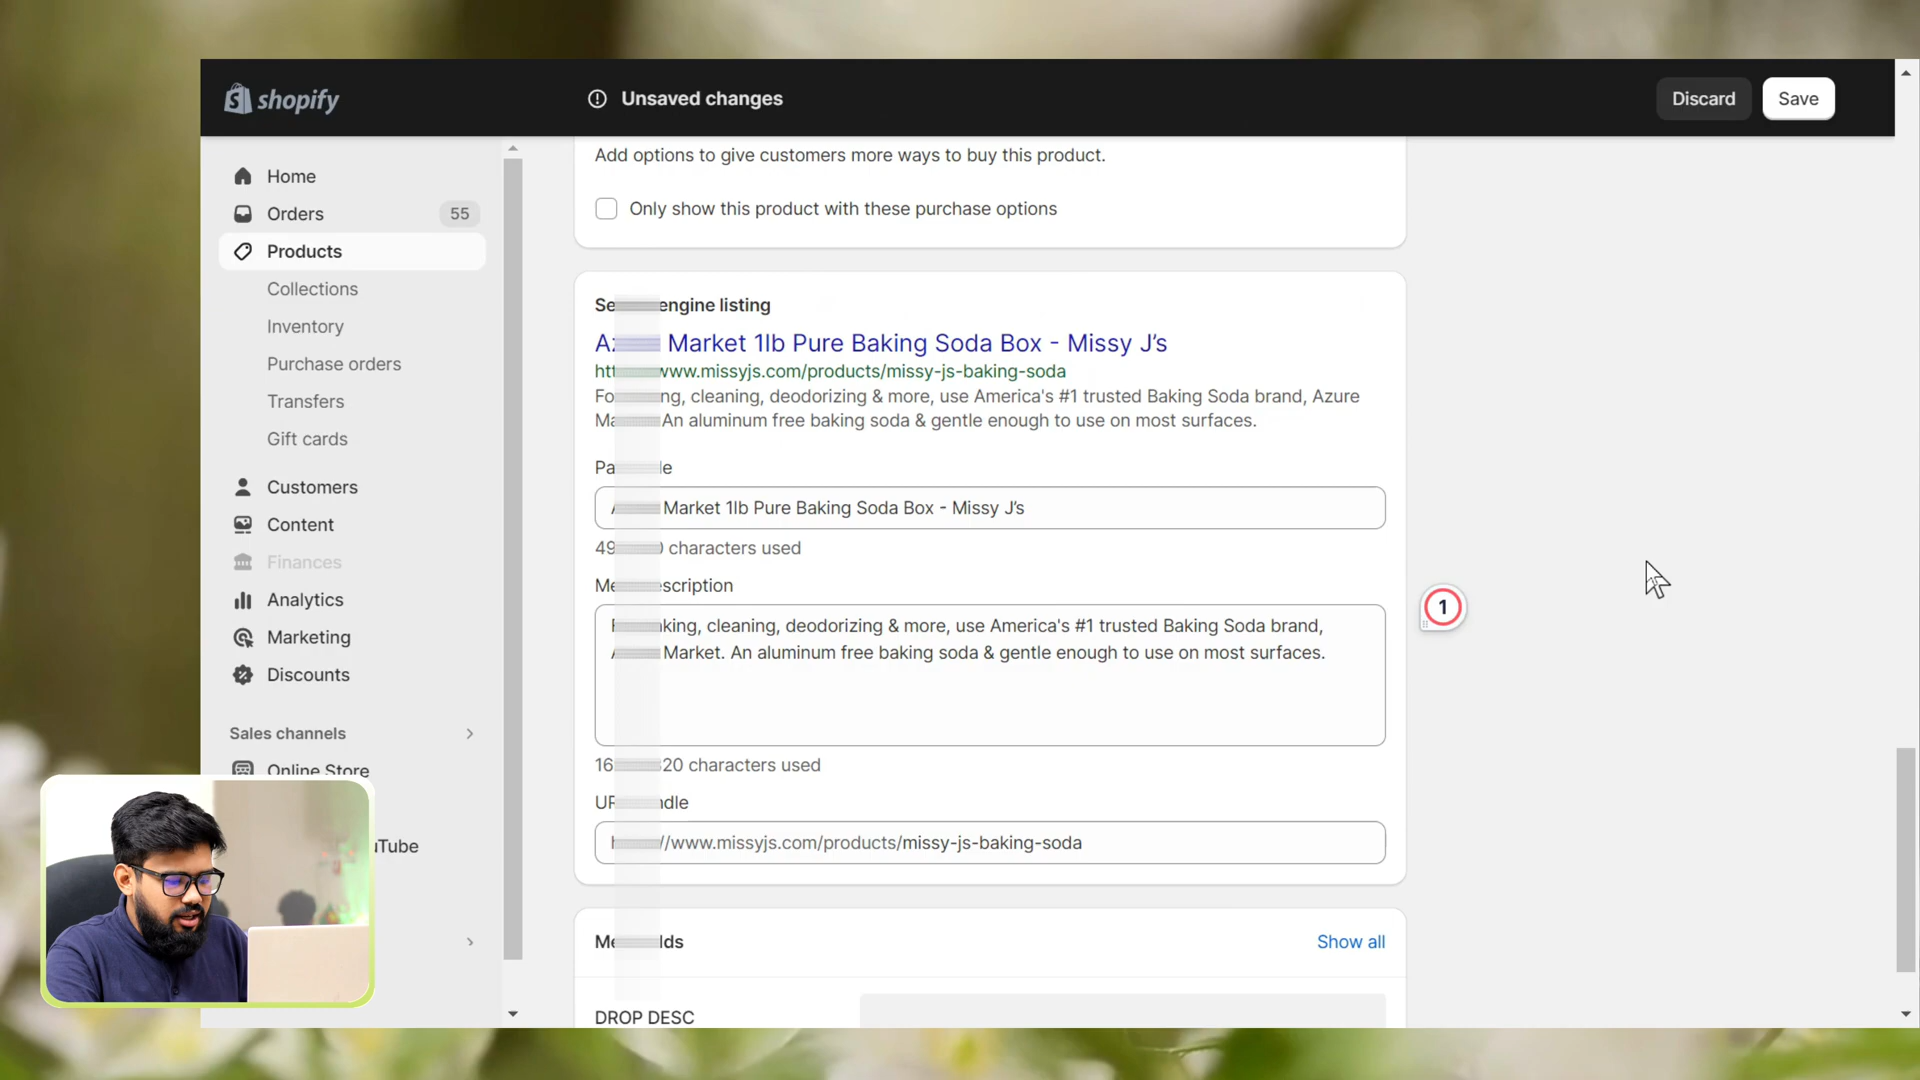 shopify
Unsaved changes
Discard
Save
Home
Orders
55
Products
Collections
Inventory
Purchase orders
Transfers
Gift cards
Customers
Content
Finances
Analytics
Marketing
Discounts
Sales channels
Online Store
uTube
Add options to give customers more ways to buy this product.
Only show this product with these purchase options
engine listing
Market 1lb Pure Baking Soda Box - Missy J's
www.missyjs.com/products/missy-js-baking-soda
cleaning, deodorizing & more, use America's #1 trusted Baking Soda brand, Azure
An aluminum free baking soda & gentle enough to use on most surfaces.
Market 1lb Pure Baking Soda Box - Missy J's
49 characters used
cleaning, deodorizing & more, use America's #1 trusted Baking Soda brand,
Market. An aluminum free baking soda & gentle enough to use on most surfaces.
1
20 characters used
//www.missyjs.com/products/missy-js-baking-soda
Show all
DROP DESC